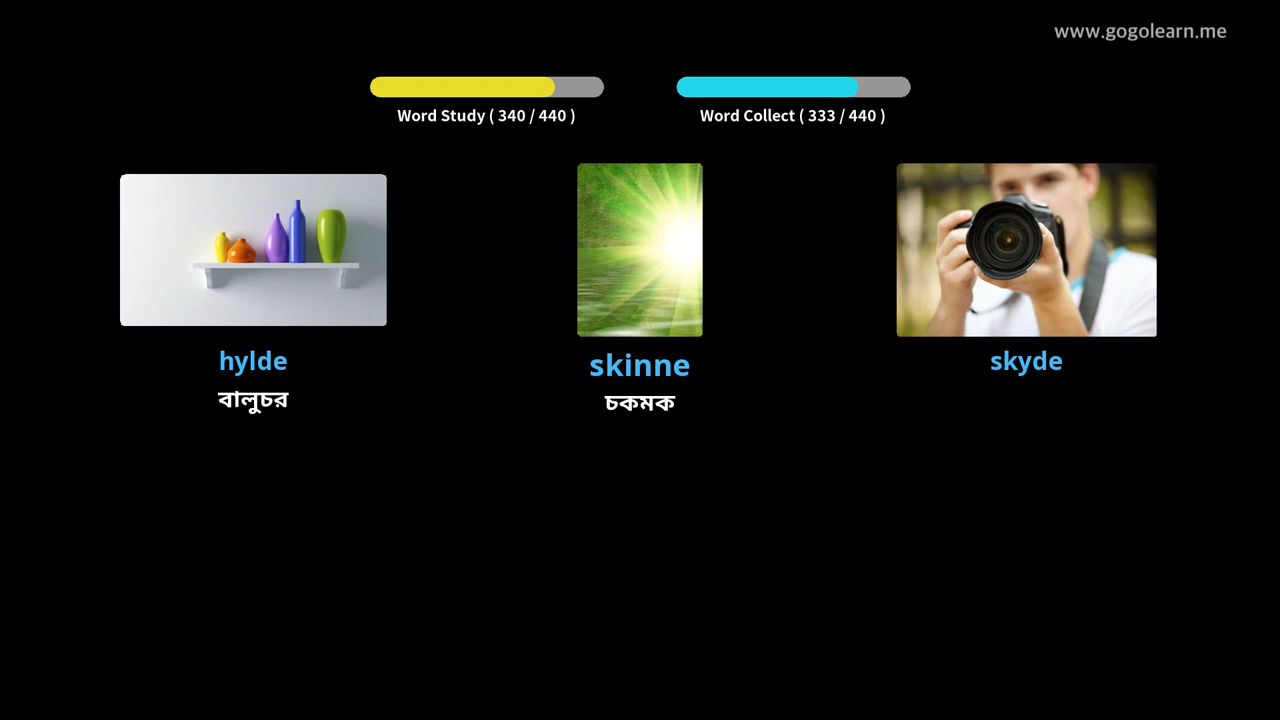 www.gogolearn.me
Word Study ( 340 / 440 )
Word Collect ( 333 / 440 )
hylde
বালুচর
skinne
চকমক
skyde